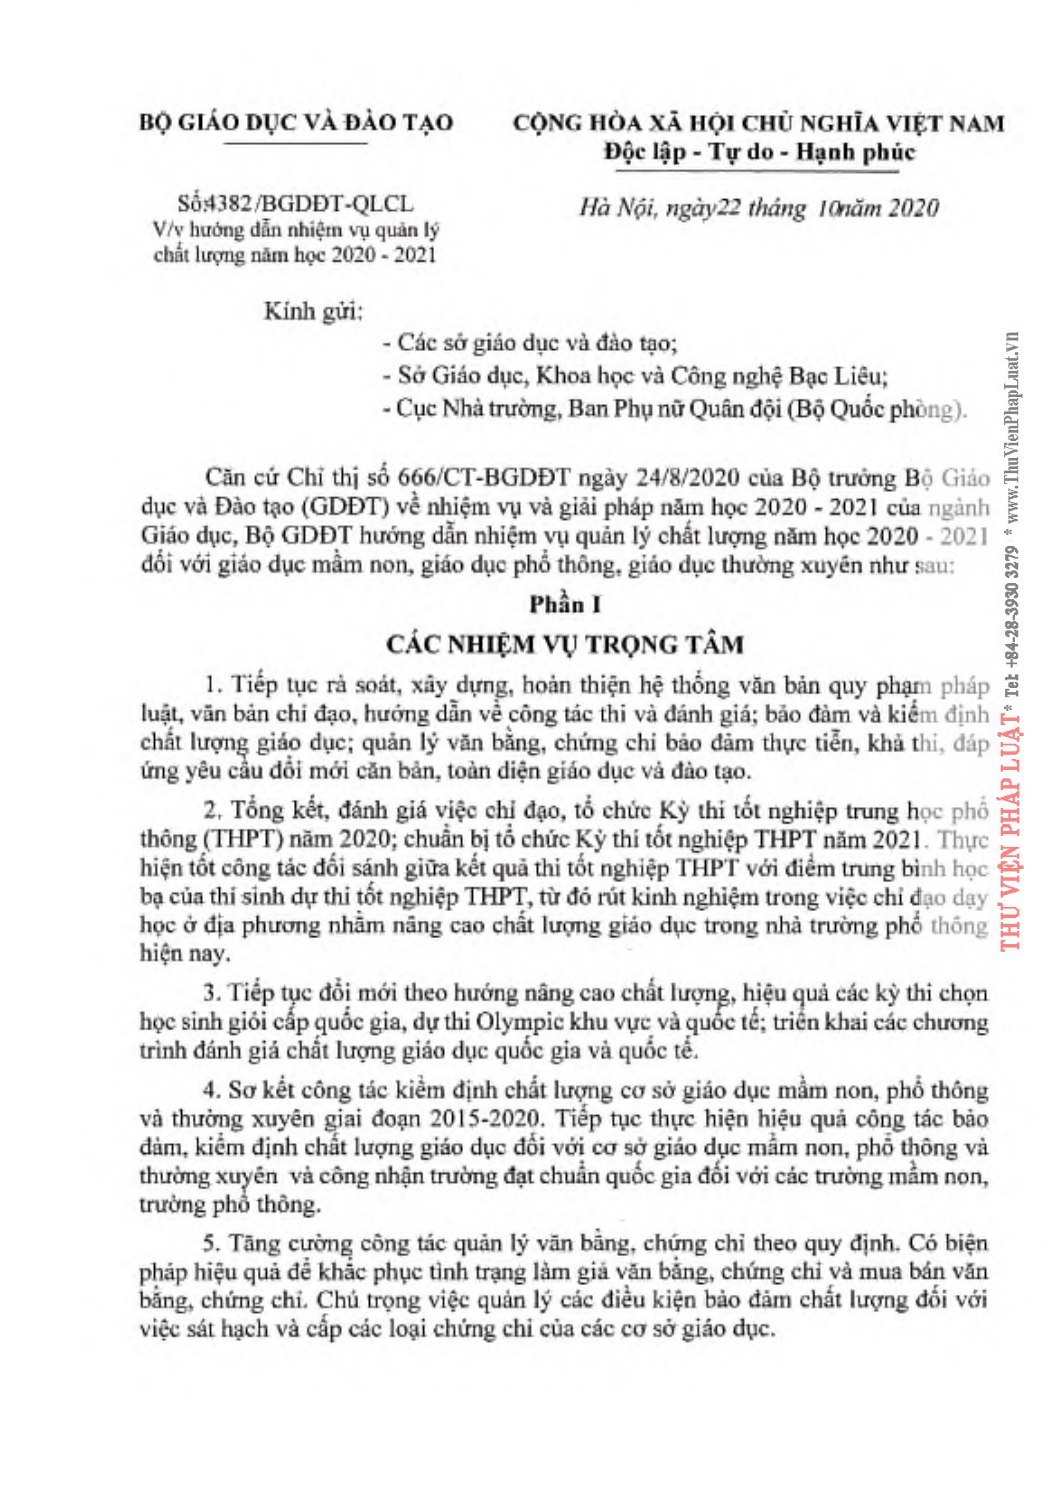 BỘ GIÁO DỤC VÀ ĐÀO TẠO
CỘNG HÒA XÃ HỘI CHỦ NGHĨA VIỆT NAM
Độc lập - Tự do - Hạnh phúc
Số:4382/BGDĐT-QLCL
V/v hướng dẫn nhiệm vụ quản lý
chất lượng năm học 2020 - 2021
Hà Nội, ngày22 tháng 10năm 2020
Kính gửi:
- Các sở giáo dục và đào tạo;
- Sở Giáo dục, Khoa học và Công nghệ Bạc Liêu;
- Cục Nhà trường, Ban Phụ nữ Quân đội (Bộ Quốc phòng).
Căn cứ Chỉ thị số 666/CT-BGDĐT ngày 24/8/2020 của Bộ trưởng Bộ Giáo
dục và Đào tạo (GDĐT) về nhiệm vụ và giải pháp năm học 2020 - 2021 của ngành
Giáo dục, Bộ GDĐT hướng dẫn nhiệm vụ quản lý chất lượng năm học 2020 - 2021
đối với giáo dục mầm non, giáo dục phổ thông, giáo dục thường xuyên như sau:
Phần I
CÁC NHIỆM VỤ TRỌNG TÂM
1. Tiếp tục rà soát, xây dựng, hoàn thiện hệ thống văn bản quy phạm pháp
luật, văn bản chỉ đạo, hướng dẫn về công tác thi và đánh giá; bảo đảm và kiểm định
chất lượng giáo dục; quản lý văn bằng, chứng chỉ bảo đảm thực tiễn, khả thi, đáp
ứng yêu cầu đổi mới căn bản, toàn diện giáo dục và đào tạo.
2. Tổng kết, đánh giá việc chỉ đạo, tổ chức Kỳ thi tốt nghiệp trung học phổ
thông (THPT) năm 2020; chuẩn bị tổ chức Kỳ thi tốt nghiệp THPT năm 2021. Thực
hiện tốt công tác đối sánh giữa kết quả thi tốt nghiệp THPT với điểm trung bình học
bạ của thí sinh dự thi tốt nghiệp THPT, từ đó rút kinh nghiệm trong việc chỉ đạo dạy
học ở địa phương nhằm nâng cao chất lượng giáo dục trong nhà trường phổ thông
hiện nay.
3. Tiếp tục đổi mới theo hướng nâng cao chất lượng, hiệu quả các kỳ thi chọn
học sinh giỏi cấp quốc gia, dự thi Olympic khu vực và quốc tế; triển khai các chương
trình đánh giá chất lượng giáo dục quốc gia và quốc tế.
4. Sơ kết công tác kiểm định chất lượng cơ sở giáo dục mầm non, phổ thông
và thường xuyên giai đoạn 2015-2020. Tiếp tục thực hiện hiệu quả công tác bảo
đảm, kiểm định chất lượng giáo dục đối với cơ sở giáo dục mầm non, phổ thông và
thường xuyên và công nhận trường đạt chuẩn quốc gia đối với các trường mầm non,
trường phổ thông.
5. Tăng cường công tác quản lý văn bằng, chứng chỉ theo quy định. Có biện
pháp hiệu quả để khắc phục tình trạng làm giả văn bằng, chứng chỉ và mua bán văn
bằng, chứng chỉ. Chú trọng việc quản lý các điều kiện bảo đảm chất lượng đối với
việc sát hạch và cấp các loại chứng chỉ của các cơ sở giáo dục.
THƯ VIỆN PHÁP LUẬT * Tel: +84-28-3930 3279 * www.ThuVienPhapLuat.vn